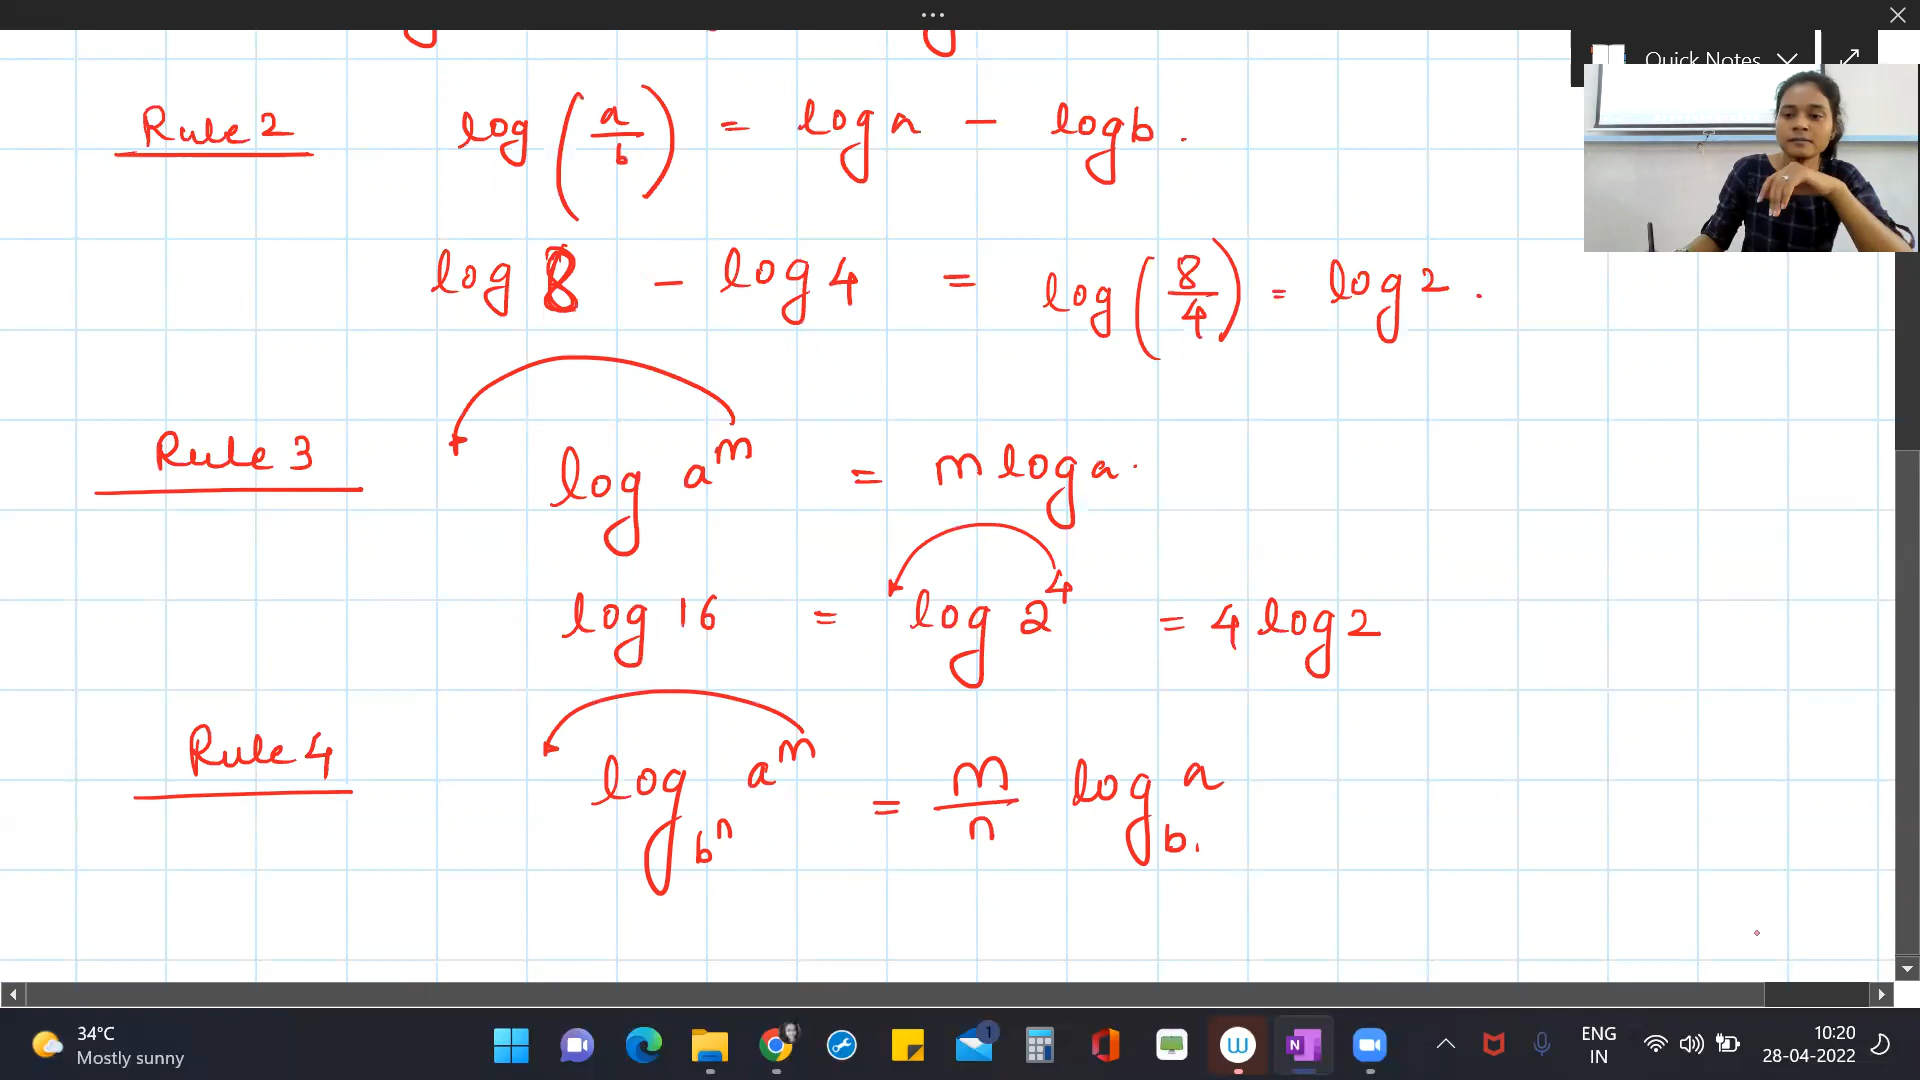 Quick Notes
Rule 2 log (a/b) = log a - log b.
log 8 - log 4 = log (8/4) = log 2.
Rule 3 log a^m = m log a.
log 16 = log 2^4 = 4 log 2
Rule 4 log_{b^n} a^m = m/n log_b a
34°C
Mostly sunny
1
ENG
IN
10:20
28-04-2022